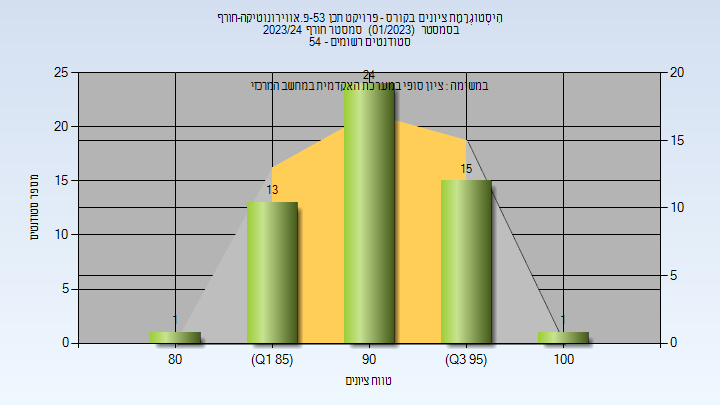 היסטוגרמת ציונים בקורס - פרויקט תכן 53-פ.אווירונוטיקה-חורף
בסמסטר (01/2023) סמסטר חורף 2023/24
סטודנטים רשומים - 54
במשימה : ציון סופי במערכת האקדמית במחשב המרכזי
מספר סטודנטים
25
20
15
10
5
0
20
15
10
5
0
1
13
24
15
1
80
(Q1 85)
90
(Q3 95)
100
טווח ציונים